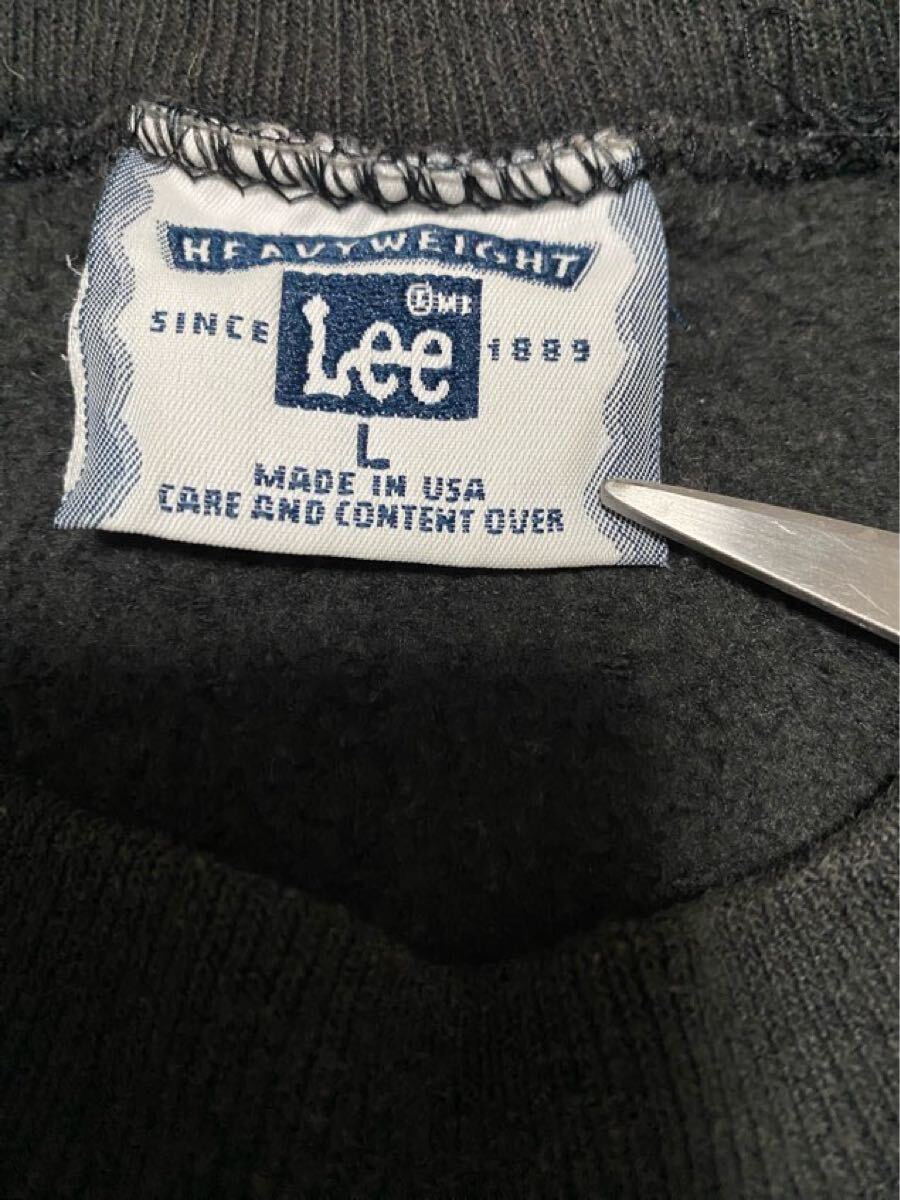 HEAVYWEIGHT
SINCE Lee 1889
L
MADE IN USA
CARE AND CONTENT OVER